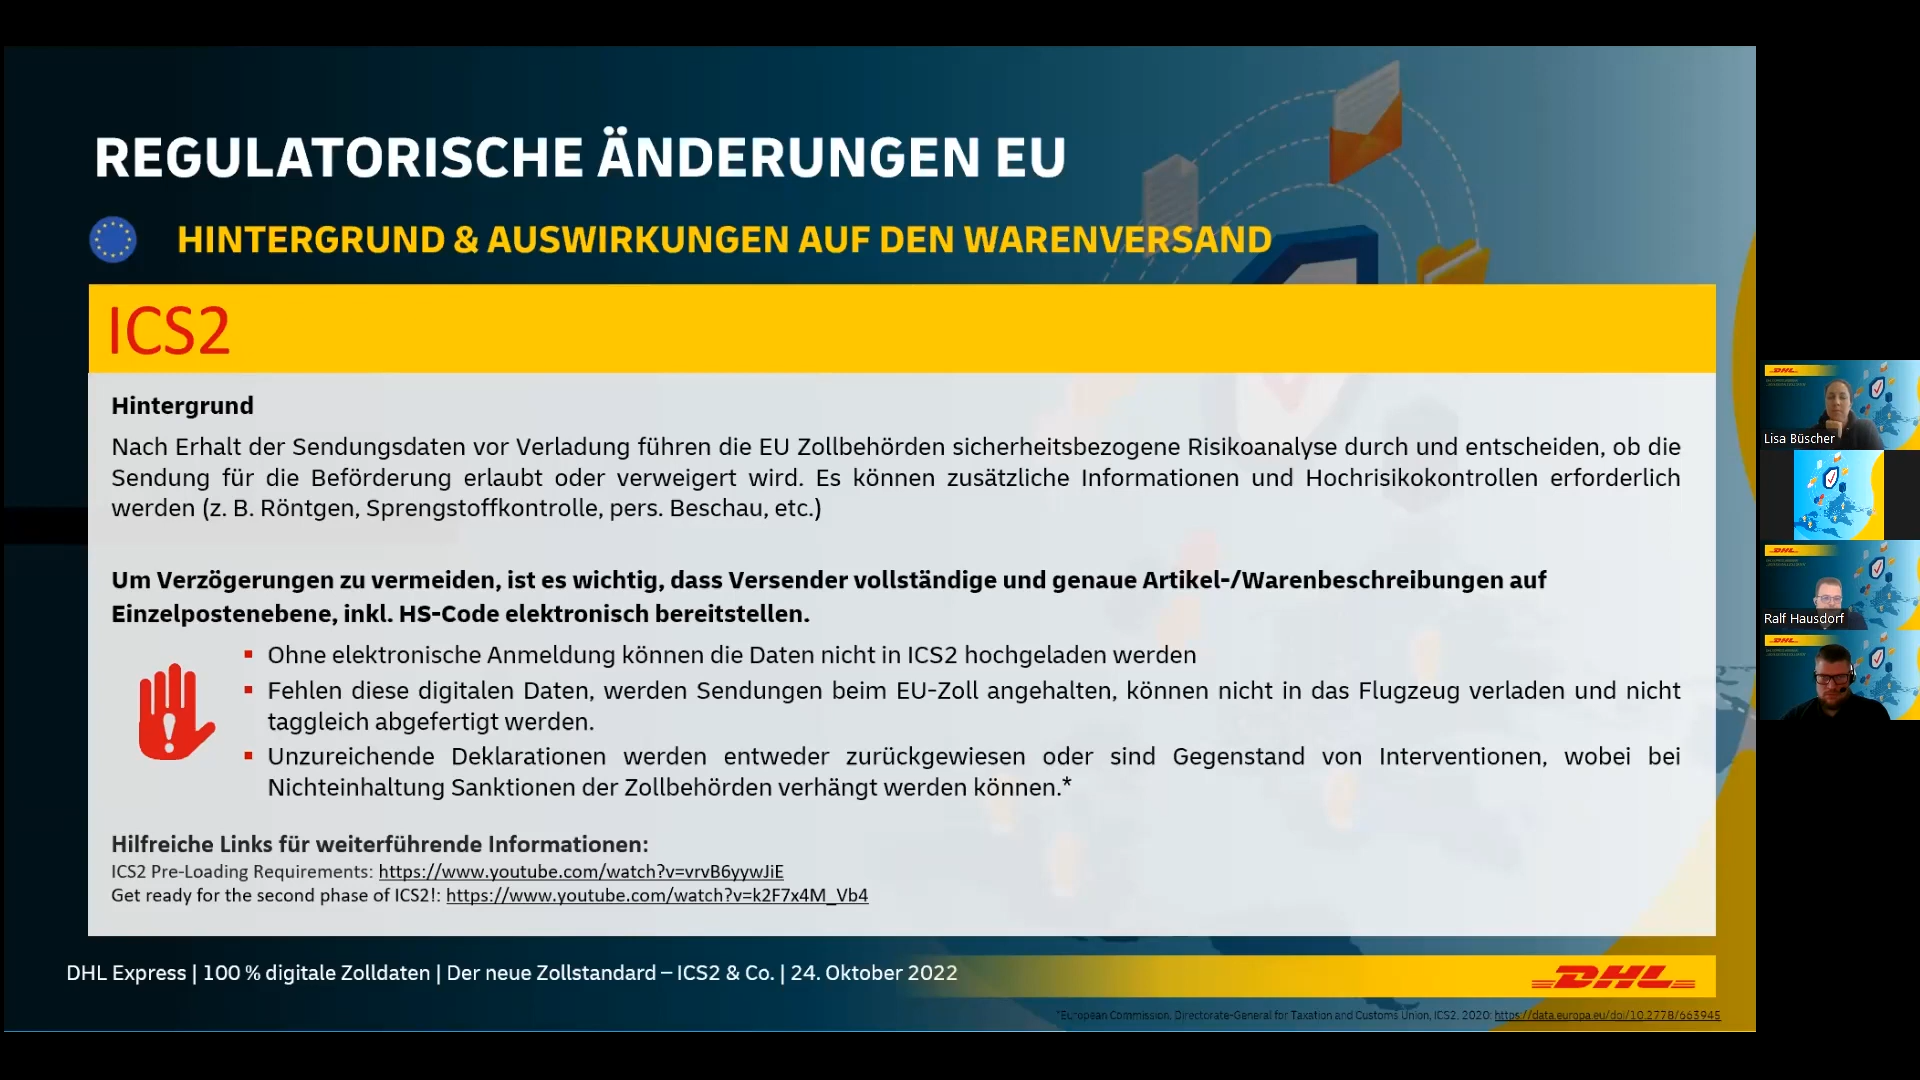 REGULATORISCHE ÄNDERUNGEN EU
HINTERGRUND & AUSWIRKUNGEN AUF DEN WARENVERSAND
ICS2
Hintergrund
Nach Erhalt der Sendungsdaten vor Verladung führen die EU Zollbehörden sicherheitsbezogene Risikoanalyse durch und entscheiden, ob die
Sendung für die Beförderung erlaubt oder verweigert wird. Es können zusätzliche Informationen und Hochrisikokontrollen erforderlich
werden (z. B. Röntgen, Sprengstoffkontrolle, pers. Beschau, etc.)
Um Verzögerungen zu vermeiden, ist es wichtig, dass Versender vollständige und genaue Artikel-/Warenbeschreibungen auf
Einzelpostenebene, inkl. HS-Code elektronisch bereitstellen.
▪ Ohne elektronische Anmeldung können die Daten nicht in ICS2 hochgeladen werden
▪ Fehlen diese digitalen Daten, werden Sendungen beim EU-Zoll angehalten, können nicht in das Flugzeug verladen und nicht
taggleich abgefertigt werden.
▪ Unzureichende Deklarationen werden entweder zurückgewiesen oder sind Gegenstand von Interventionen, wobei bei
Nichteinhaltung Sanktionen der Zollbehörden verhängt werden können.*
Hilfreiche Links für weiterführende Informationen:
ICS2 Pre-Loading Requirements: https://www.youtube.com/watch?v=vrvB6yywJiE
Get ready for the second phase of ICS2!: https://www.youtube.com/watch?v=k2F7x4M_Vb4
DHL Express | 100 % digitale Zolldaten | Der neue Zollstandard – ICS2 & Co. | 24. Oktober 2022
DHL
*European Commission, Directorate-General for Taxation and Customs Union, ICS2, 2020: https://data.europa.eu/doi/10.2778/663945
DHL
Lisa Büscher
DHL
Ralf Hausdorf
DHL